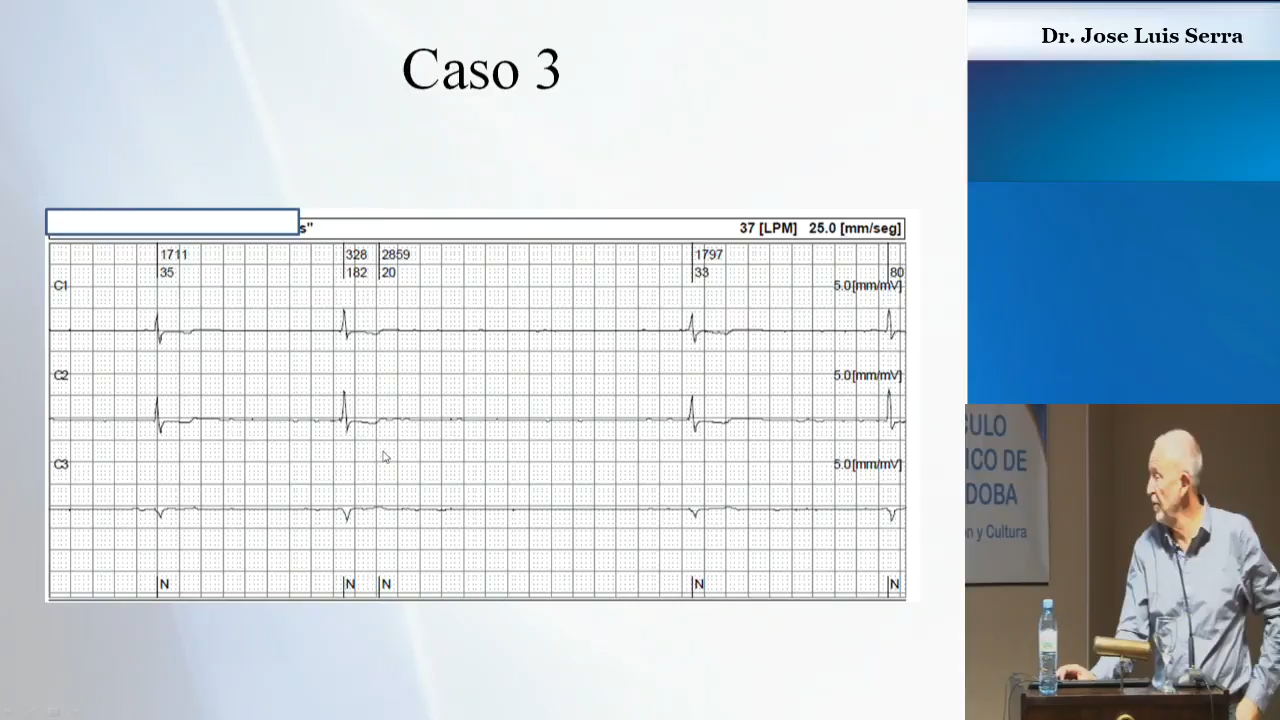 Dr. Jose Luis Serra
Caso 3
s"
37 [LPM] 25.0 [mm/seg]
1711 328 2859 1797
35 182 20 33 80
C1 5.0[mm/mV]
C2 5.0[mm/mV]
C3 5.0[mm/mV]
N N N N N
CULO
ICO DE
DOBA
n y Cultura